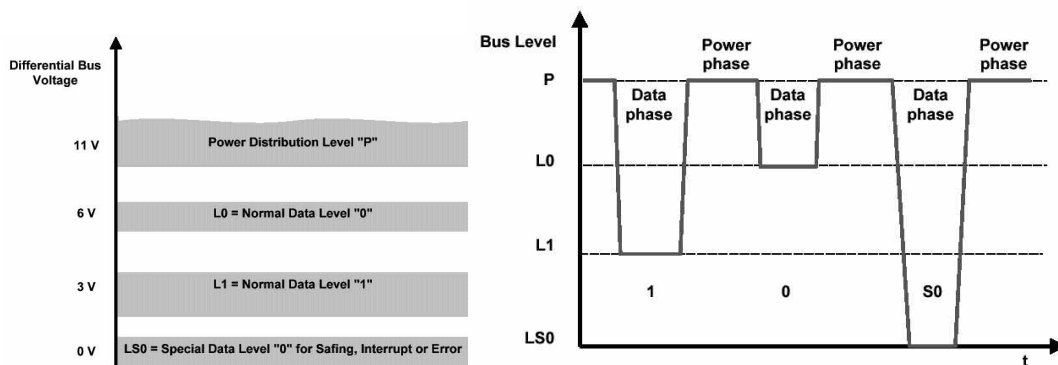 Differential Bus
Voltage
11 V
Power Distribution Level "P"
6 V
L0 = Normal Data Level "0"
3 V
L1 = Normal Data Level "1"
0 V
LS0 = Special Data Level "0" for Safing, Interrupt or Error
Bus Level
P
L0
L1
LS0
Power
phase
Power
phase
Power
phase
Data
phase
Data
phase
Data
phase
1
0
S0
t